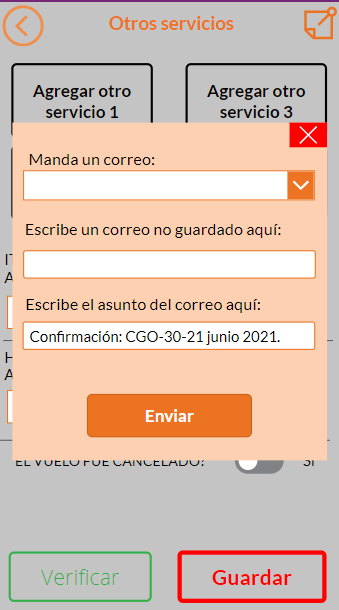 Otros servicios
Agregar otro
servicio 1
Agregar otro
servicio 3
Manda un correo:
Escribe un correo no guardado aquí:
Escribe el asunto del correo aquí:
Confirmación: CGO-30-21 junio 2021.
Enviar
EL VUELO FUE CANCELADO?
Verificar
Guardar